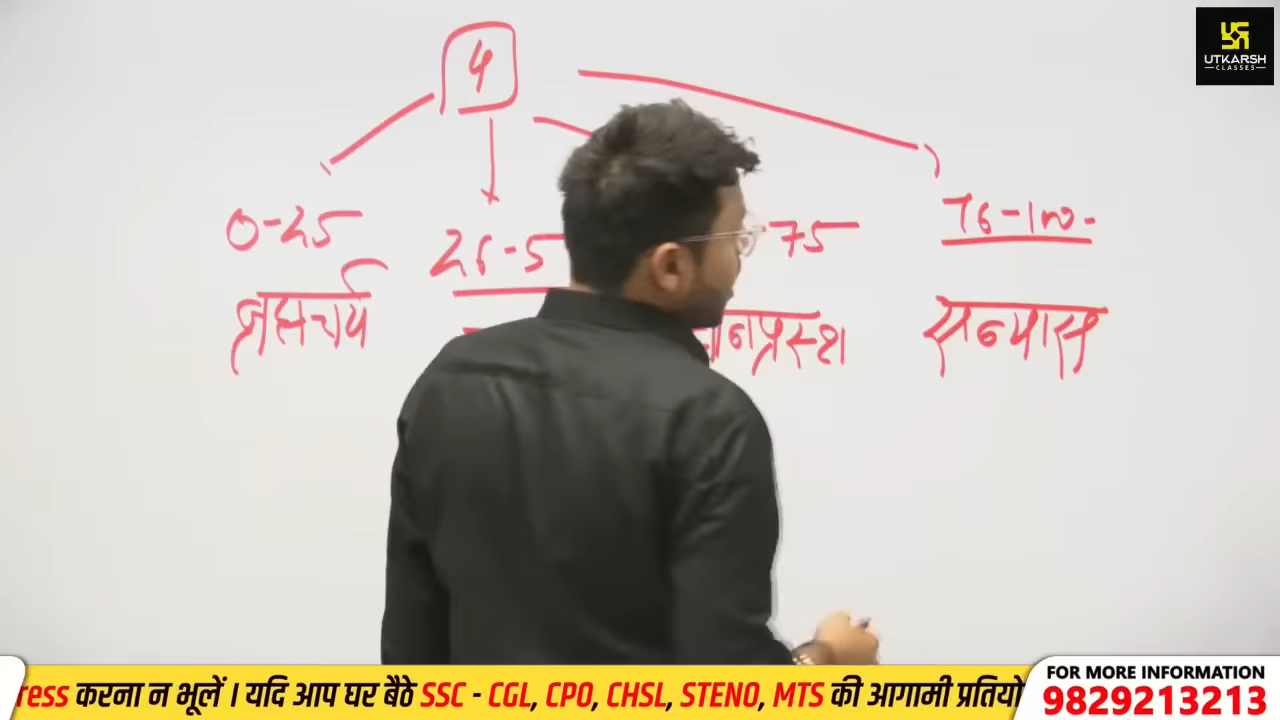 UTKARSH
CLASSES
4
0-25
26-5
75
76-100-
ब्रह्मचर्य
नप्रस्थ
सन्यास
ress करना न भूलें । यदि आप घर बैठे SSC - CGL, CPO, CHSL, STENO, MTS की आगामी प्रतियो
FOR MORE INFORMATION
9829213213